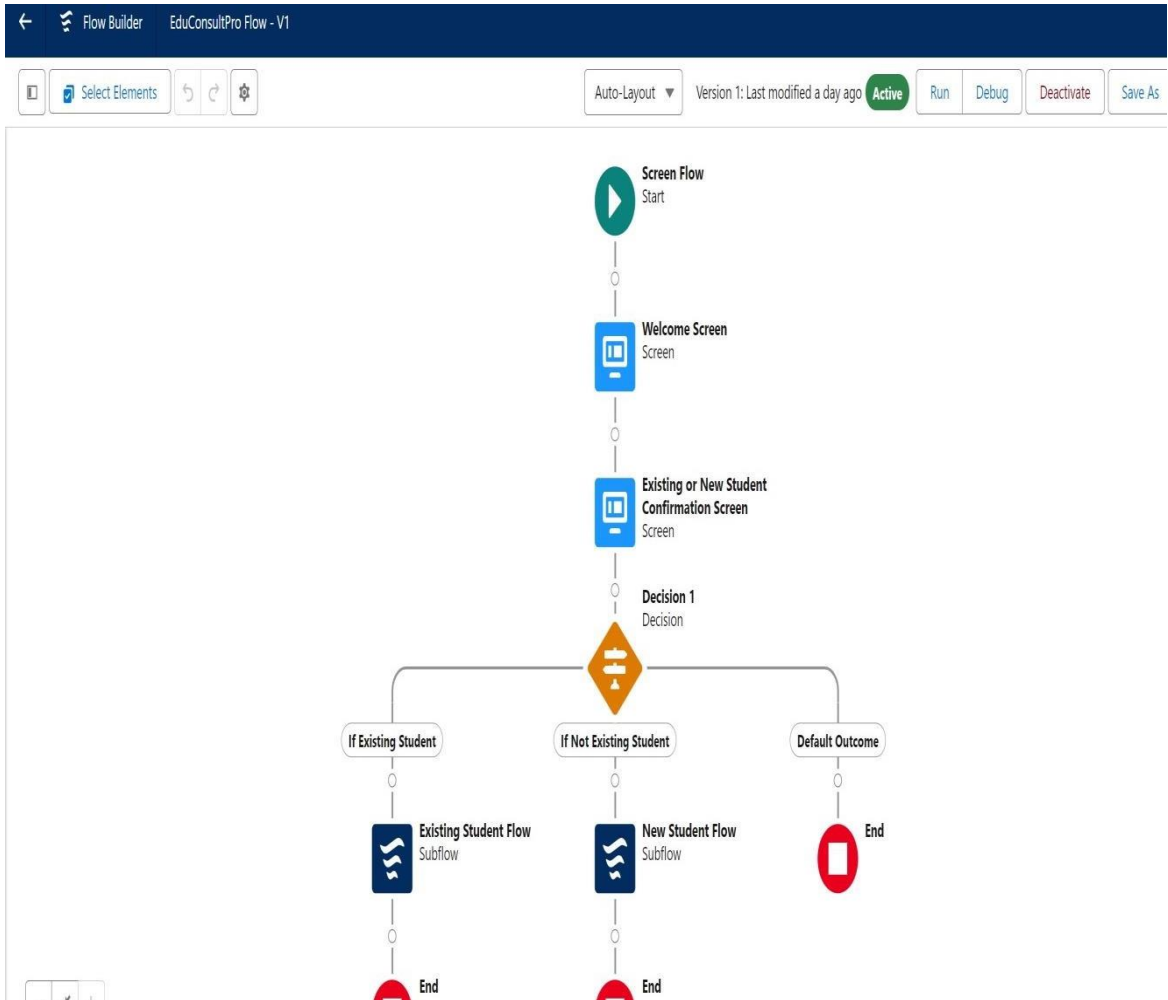 Flow Builder EduConsultPro Flow - V1
Select Elements Auto-Layout Version 1: Last modified a day ago Active Run Debug Deactivate Save As
Screen Flow
Start
Welcome Screen
Screen
Existing or New Student
Confirmation Screen
Screen
Decision 1
Decision
If Existing Student If Not Existing Student Default Outcome
Existing Student Flow New Student Flow End
Subflow Subflow
End End